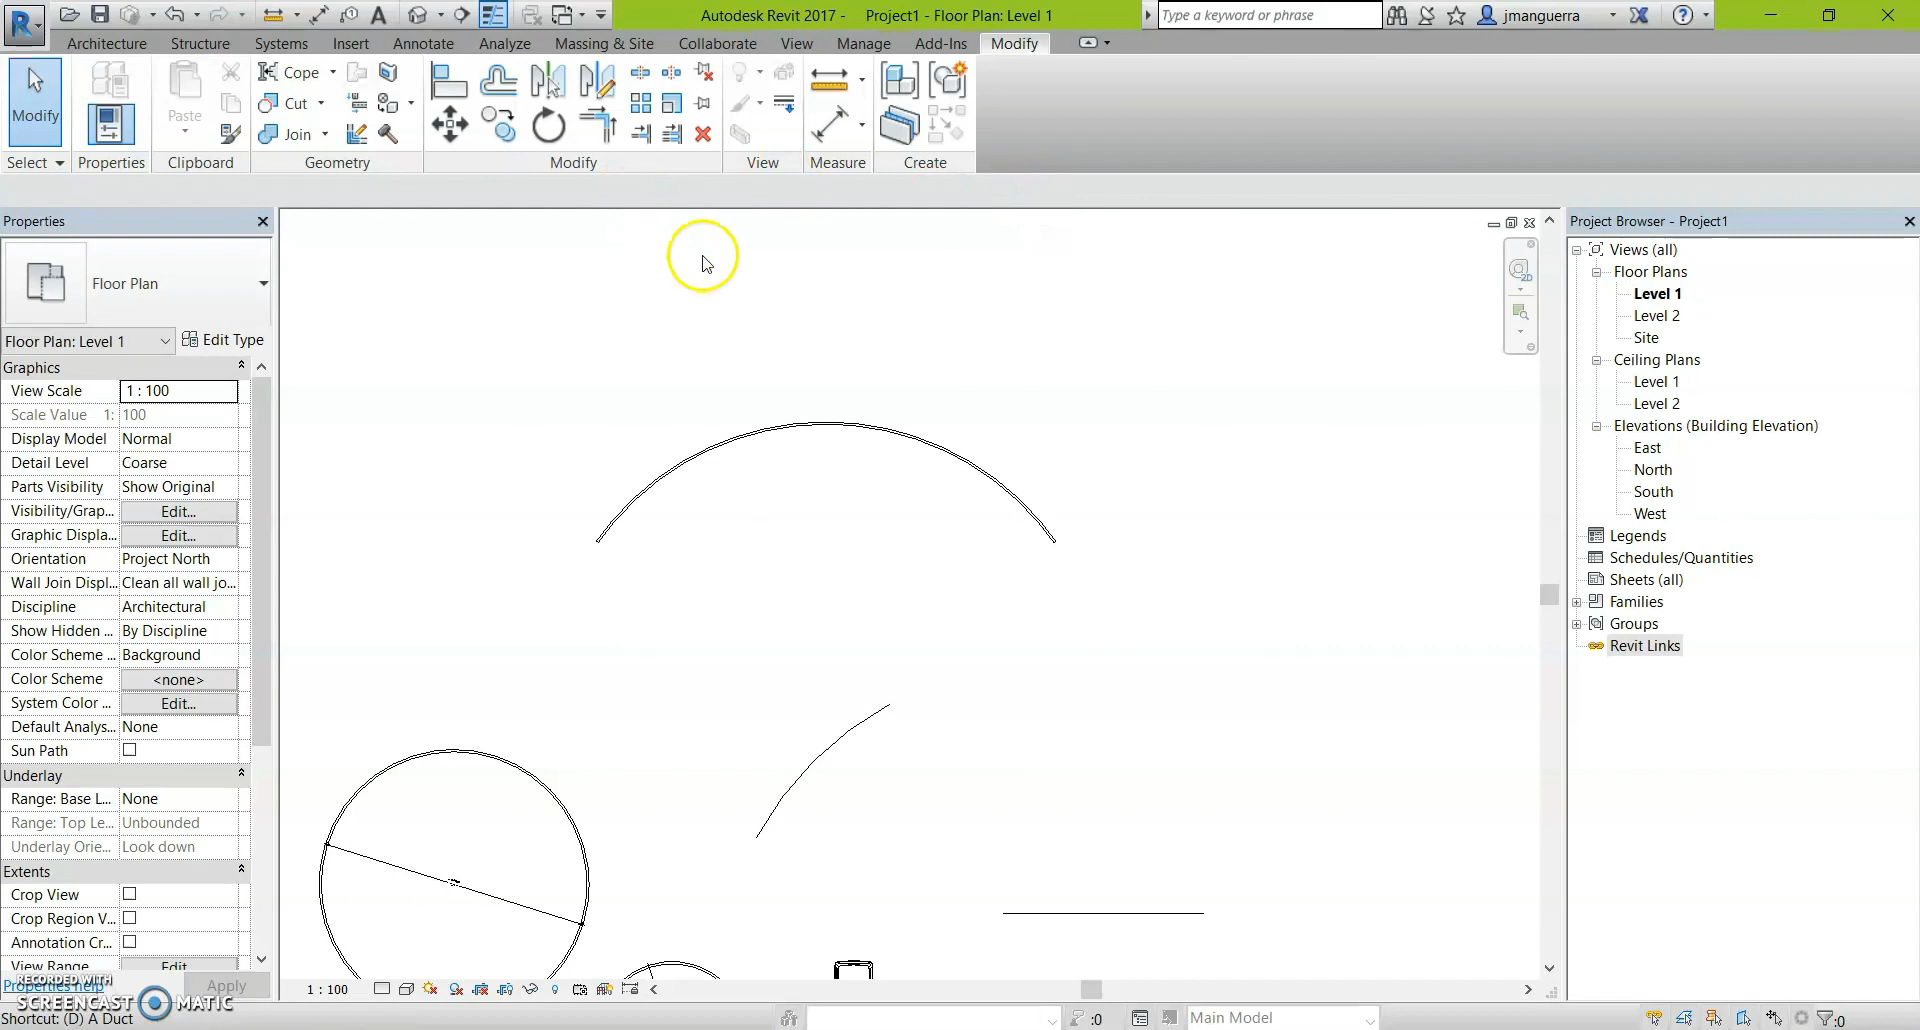 Autodesk Revit 2017 - Project1 - Floor Plan: Level 1
Type a keyword or phrase
jmanguerra
Architecture Structure Systems Insert Annotate Analyze Massing & Site Collaborate View Manage Add-Ins Modify
Modify
Paste
Cope
Cut
Join
Select Properties Clipboard Geometry Modify View Measure Create
Properties
Floor Plan
Floor Plan: Level 1
Edit Type
Graphics
View Scale 1 : 100
Scale Value 1: 100
Display Model Normal
Detail Level Coarse
Parts Visibility Show Original
Visibility/Grap... Edit...
Graphic Displa... Edit...
Orientation Project North
Wall Join Displ... Clean all wall jo...
Discipline Architectural
Show Hidden ... By Discipline
Color Scheme ... Background
Color Scheme <none>
System Color ... Edit...
Default Analys... None
Sun Path
Underlay
Range: Base L... None
Range: Top Le... Unbounded
Underlay Orie... Look down
Extents
Crop View
Crop Region V...
Annotation Cr...
View Range Edit...
Properties help
Apply
RECORDED WITH
SCREENCAST MATIC
Shortcut: (D) A Duct
1 : 100
:0
Main Model
:0
2D
Project Browser - Project1
Views (all)
Floor Plans
Level 1
Level 2
Site
Ceiling Plans
Level 1
Level 2
Elevations (Building Elevation)
East
North
South
West
Legends
Schedules/Quantities
Sheets (all)
Families
Groups
Revit Links